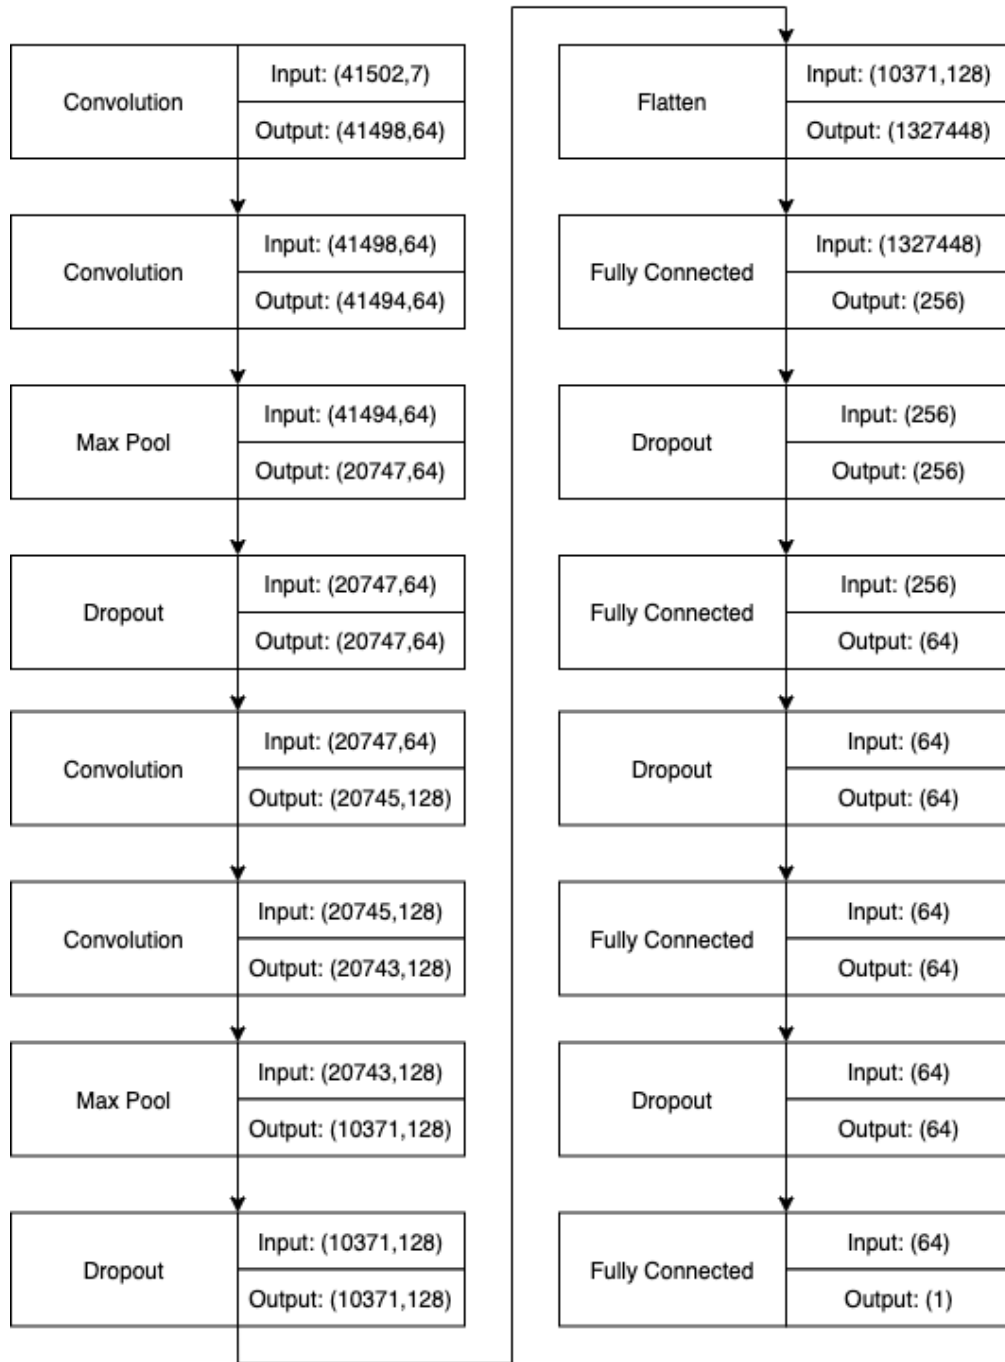 Convolution
Input: (41502,7)
Output: (41498,64)
Convolution
Input: (41498,64)
Output: (41494,64)
Max Pool
Input: (41494,64)
Output: (20747,64)
Dropout
Input: (20747,64)
Output: (20747,64)
Convolution
Input: (20747,64)
Output: (20745,128)
Convolution
Input: (20745,128)
Output: (20743,128)
Max Pool
Input: (20743,128)
Output: (10371,128)
Dropout
Input: (10371,128)
Output: (10371,128)
Flatten
Input: (10371,128)
Output: (1327448)
Fully Connected
Input: (1327448)
Output: (256)
Dropout
Input: (256)
Output: (256)
Fully Connected
Input: (256)
Output: (64)
Dropout
Input: (64)
Output: (64)
Fully Connected
Input: (64)
Output: (64)
Dropout
Input: (64)
Output: (64)
Fully Connected
Input: (64)
Output: (1)